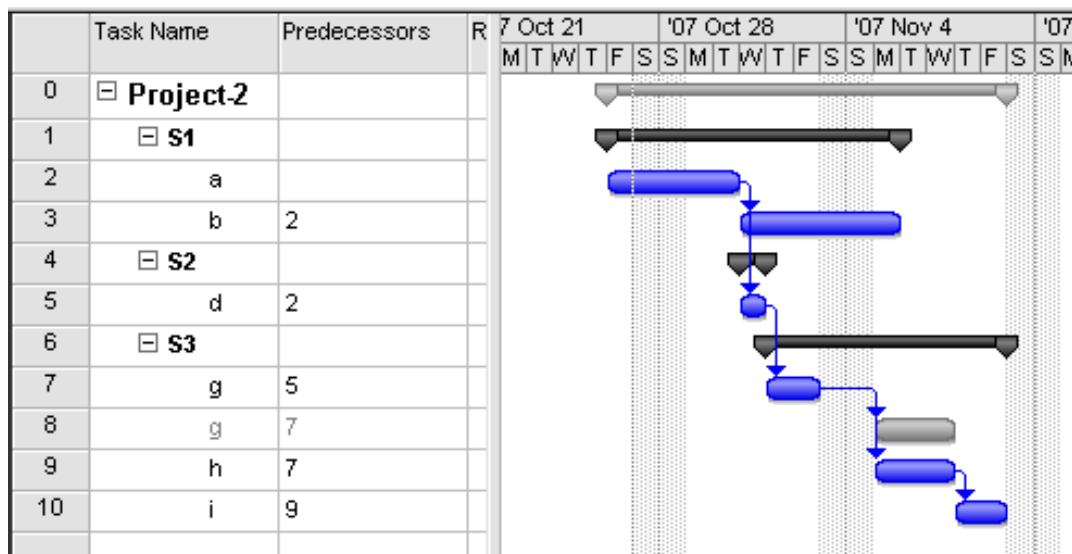 Task Name Predecessors R 7 Oct 21 '07 Oct 28 '07 Nov 4 '07
M T W T F S S M T W T F S S M T W T F S S M
0 Project-2
1 S1
2 a
3 b 2
4 S2
5 d 2
6 S3
7 g 5
8 g 7
9 h 7
10 i 9